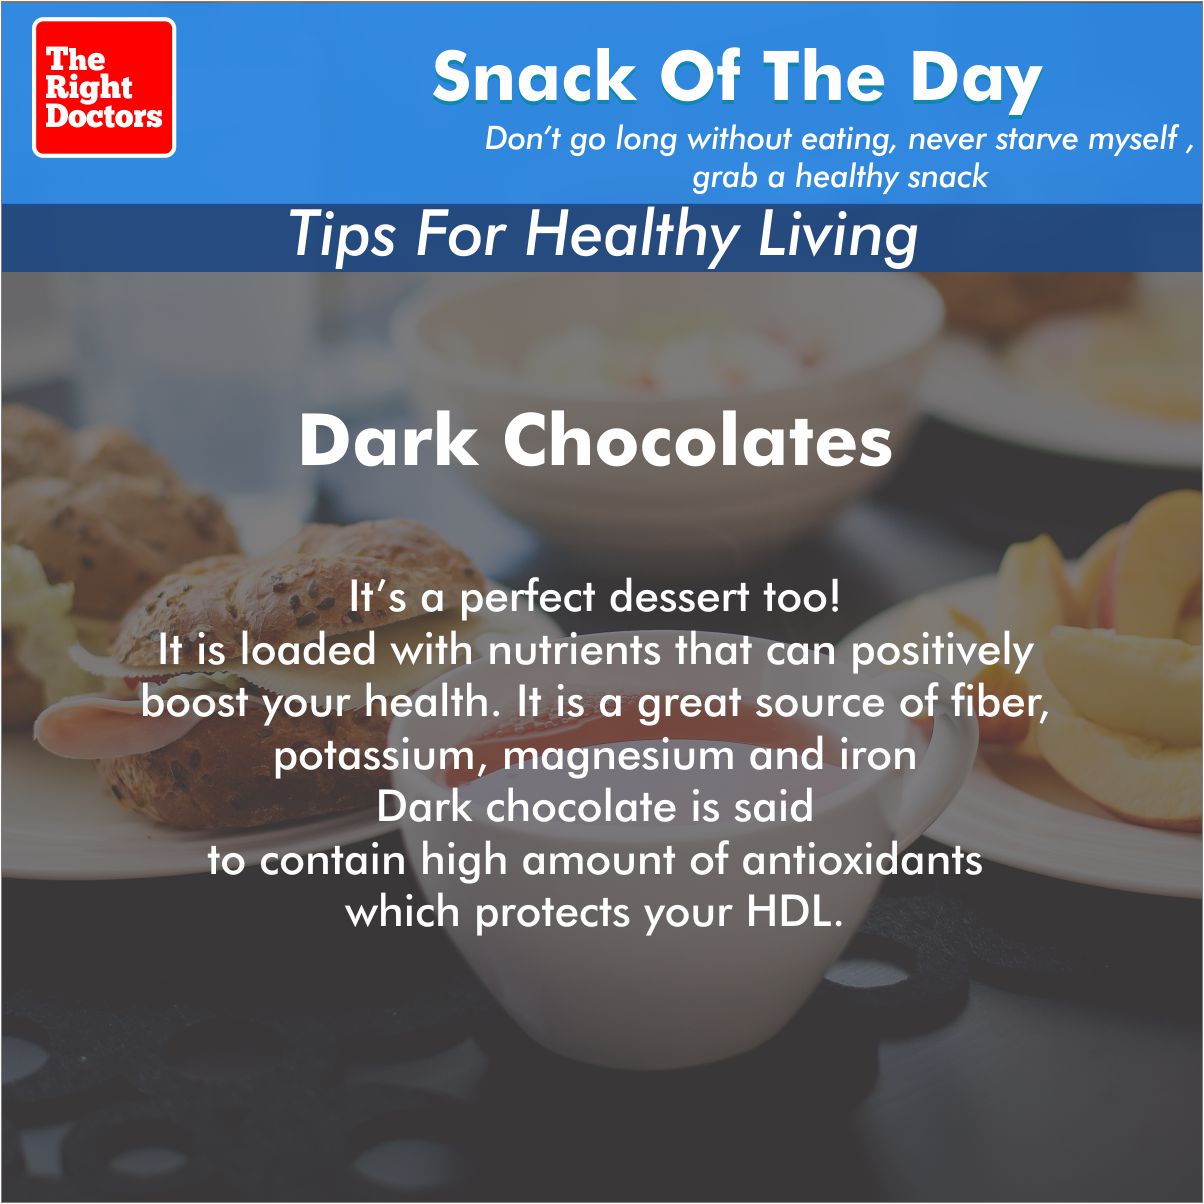 The
Right
Doctors
Snack Of The Day
Don't go long without eating, never starve myself ,
grab a healthy snack
Tips For Healthy Living
Dark Chocolates
It's a perfect dessert too!
It is loaded with nutrients that can positively
boost your health. It is a great source of fiber,
potassium, magnesium and iron
Dark chocolate is said
to contain high amount of antioxidants
which protects your HDL.